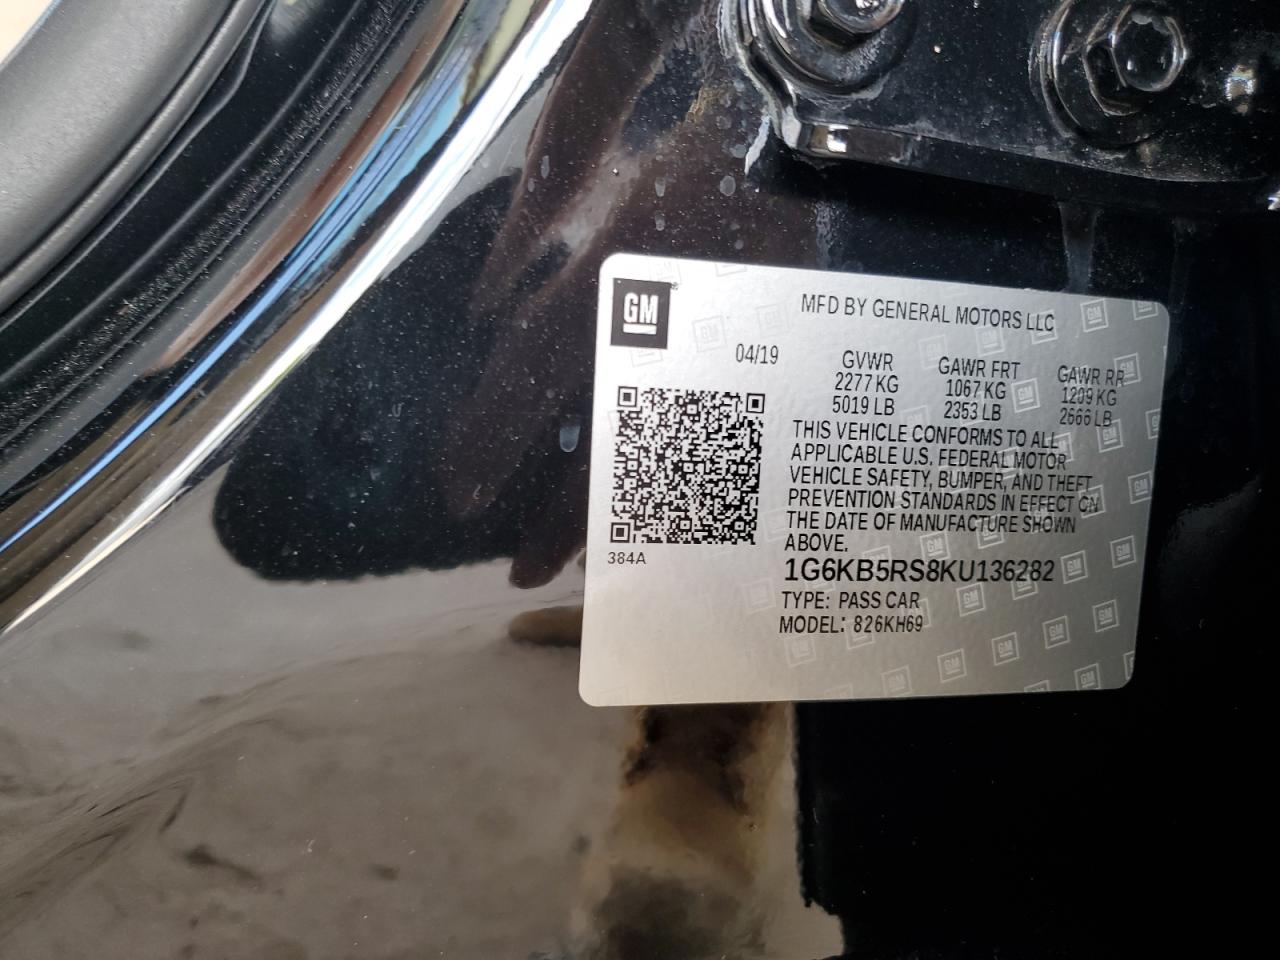 GM
MFD BY GENERAL MOTORS LLC
04/19
GVWR GAWR FRT GAWR RR
2277 KG 1067 KG 1209 KG
5019 LB 2353 LB 2666 LB
THIS VEHICLE CONFORMS TO ALL
APPLICABLE U.S. FEDERAL MOTOR
VEHICLE SAFETY, BUMPER, AND THEFT
PREVENTION STANDARDS IN EFFECT ON
THE DATE OF MANUFACTURE SHOWN
ABOVE.
384A
1G6KB5RS8KU136282
TYPE: PASS CAR
MODEL: 826KH69